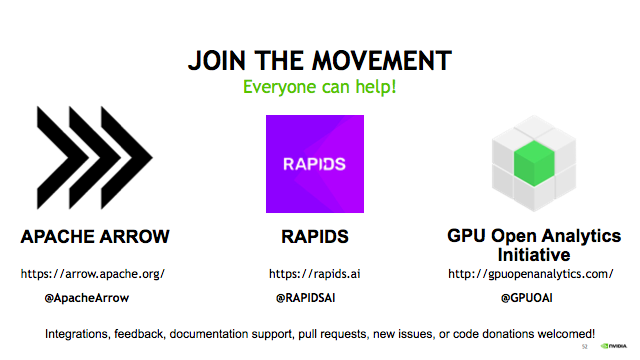 JOIN THE MOVEMENT
Everyone can help!
RAPIDS
APACHE ARROW
RAPIDS
GPU Open Analytics
Initiative
https://arrow.apache.org/
https://rapids.ai
http://gpuopenanalytics.com/
@ApacheArrow
@RAPIDSAI
@GPUOAI
Integrations, feedback, documentation support, pull requests, new issues, or code donations welcomed!
52 NVIDIA